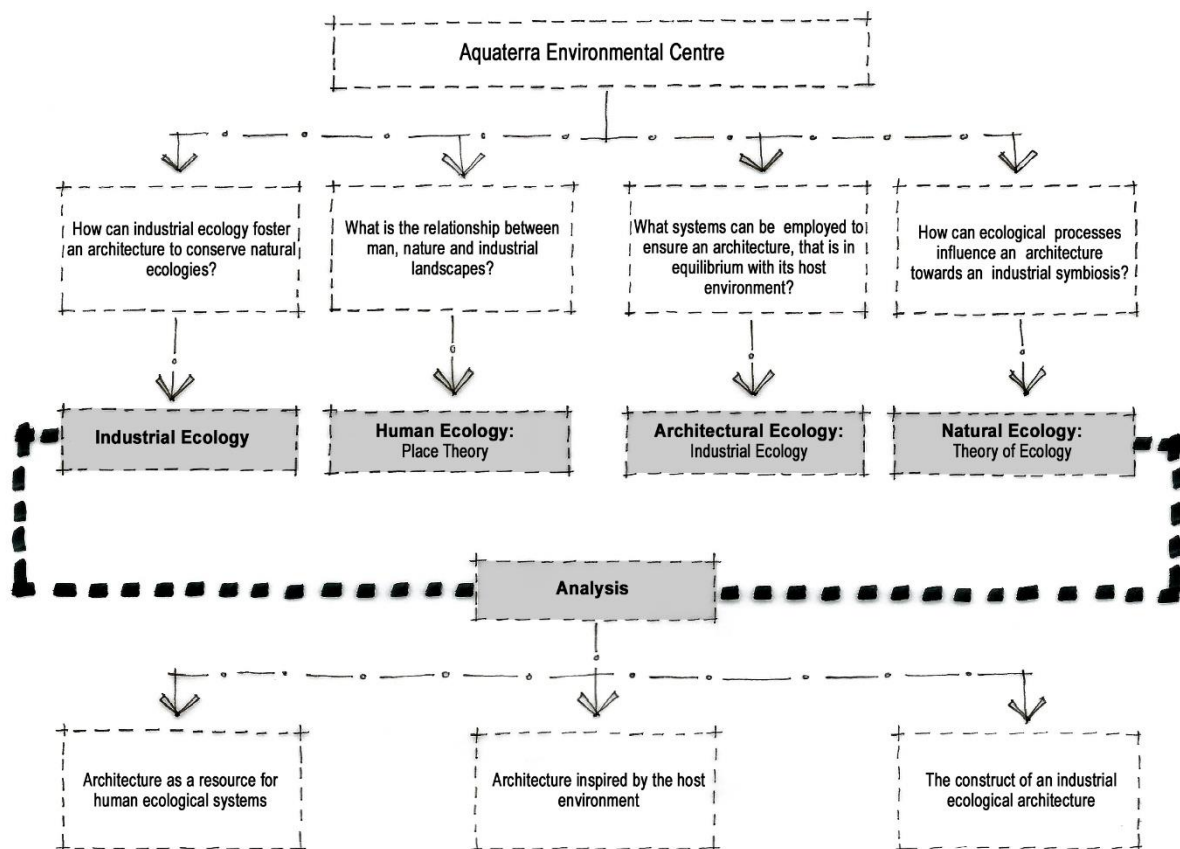 Aquaterra Environmental Centre
How can industrial ecology foster
an architecture to conserve natural
ecologies?
What is the relationship between
man, nature and industrial
landscapes?
What systems can be employed to
ensure an architecture, that is in
equilibrium with its host
environment?
How can ecological processes
influence an architecture
towards an industrial symbiosis?
Industrial Ecology
Human Ecology:
Place Theory
Architectural Ecology:
Industrial Ecology
Natural Ecology:
Theory of Ecology
Analysis
Architecture as a resource for
human ecological systems
Architecture inspired by the host
environment
The construct of an industrial
ecological architecture